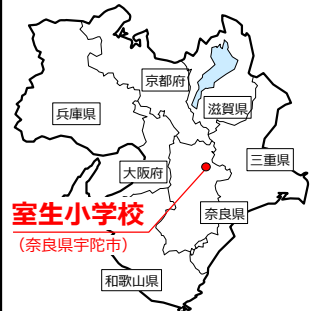 京都府
兵庫県
滋賀県
大阪府
三重県
室生小学校
（奈良県宇陀市）
奈良県
和歌山県